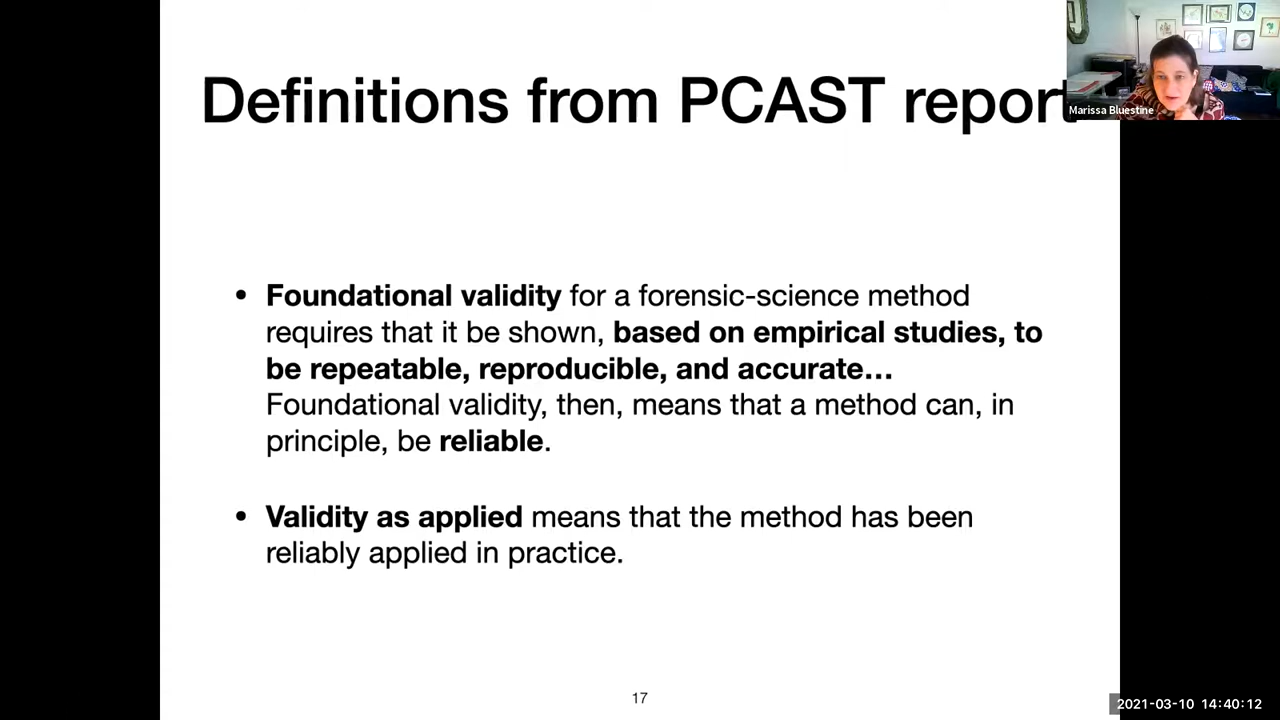 Definitions from PCAST report
Marissa Bluestine
• Foundational validity for a forensic-science method
requires that it be shown, based on empirical studies, to
be repeatable, reproducible, and accurate…
Foundational validity, then, means that a method can, in
principle, be reliable.
• Validity as applied means that the method has been
reliably applied in practice.
17
2021-03-10 14:40:12